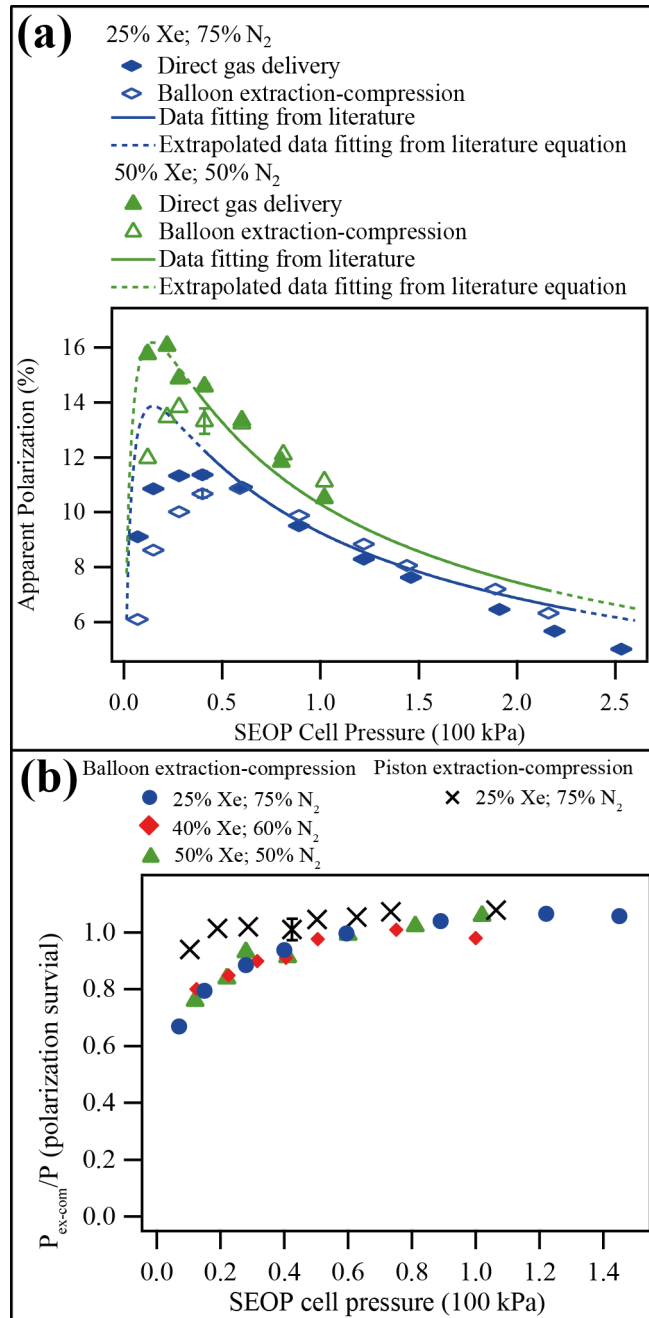 (a)
25% Xe; 75% N₂
Direct gas delivery
Balloon extraction-compression
Data fitting from literature
Extrapolated data fitting from literature equation
50% Xe; 50% N₂
Direct gas delivery
Balloon extraction-compression
Data fitting from literature
Extrapolated data fitting from literature equation
Apparent Polarization (%)
16
14
12
10
8
6
0.0 0.5 1.0 1.5 2.0 2.5
SEOP Cell Pressure (100 kPa)
(b)
Balloon extraction-compression Piston extraction-compression
25% Xe; 75% N₂ 25% Xe; 75% N₂
40% Xe; 60% N₂
50% Xe; 50% N₂
P_ex-com/P (polarization survial)
1.0
0.8
0.6
0.4
0.2
0.0
0.0 0.2 0.4 0.6 0.8 1.0 1.2 1.4
SEOP cell pressure (100 kPa)